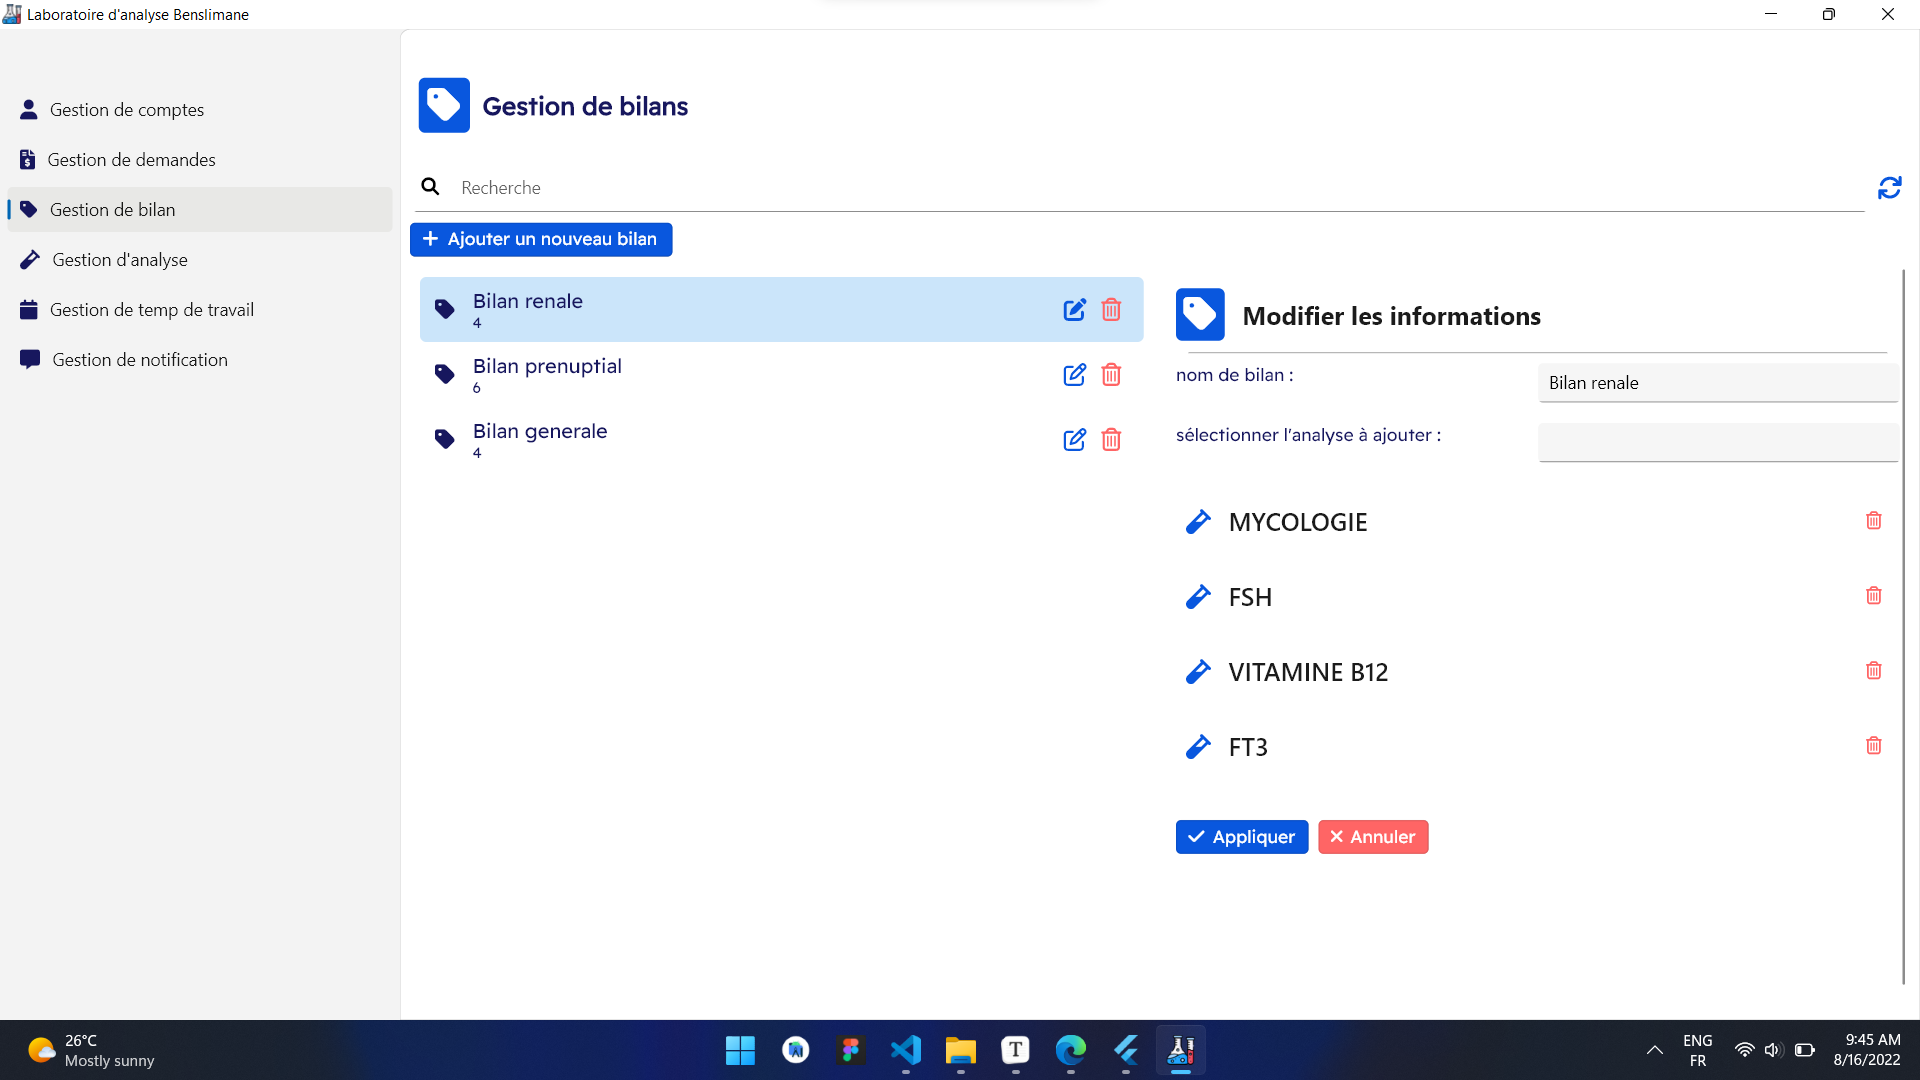 Laboratoire d'analyse Benslimane
Gestion de comptes
Gestion de demandes
Gestion de bilan
Gestion d'analyse
Gestion de temp de travail
Gestion de notification
Gestion de bilans
Recherche
+ Ajouter un nouveau bilan
Bilan renale
4
Bilan prenuptial
6
Bilan generale
4
Modifier les informations
nom de bilan :
Bilan renale
sélectionner l'analyse à ajouter :
MYCOLOGIE
FSH
VITAMINE B12
FT3
Appliquer
Annuler
26°C
Mostly sunny
T
ENG
FR
9:45 AM
8/16/2022